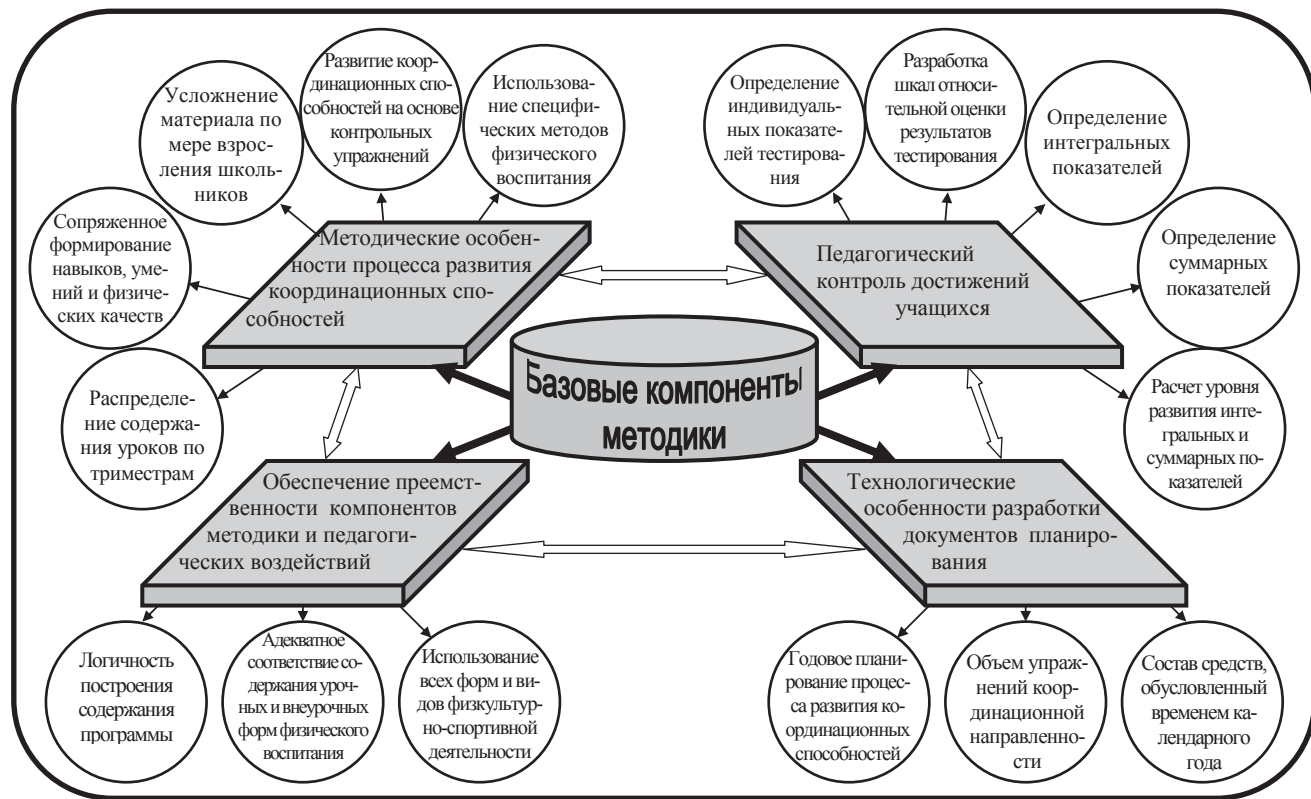 Усложнение
материала по
мере взрос-
ления школь-
ников
Развитие коор-
динационных спо-
собностей на основе
контрольных
упражнений
Использова-
ние специфи-
ческих методов
физического
воспитания
Определение
индивидуаль-
ных показате-
лей тестирова-
ния
Разработка
шкал относи-
тельной оценки
результатов
тестирования
Определение
интегральных
показателей
Сопряженное
формирование
навыков, уме-
ний и физиче-
ских качеств
Методические особен-
ности процесса развития
координационных спо-
собностей
Педагогический
контроль достижений
учащихся
Определение
суммарных
показателей
Распределе-
ние содержа-
ния уроков по
триместрам
Базовые компоненты
методики
Расчет уровня
развития инте-
гральных и
суммарных по-
казателей
Обеспечение преемст-
венности компонентов
методики и педагоги-
ческих воздействий
Технологические
особенности разработки
документов планиро-
вания
Логичность
построения
содержания
программы
Адекватное
соответствие со-
держания уроч-
ных и внеурочных
форм физического
воспитания
Использование
всех форм и ви-
дов физкультур-
но-спортивной
деятельности
Годовое плани-
рование процес-
са развития ко-
ординационных
способностей
Объем упраж-
нений коор-
динационной
направленно-
сти
Состав средств,
обусловленный
временем ка-
лендарного
года